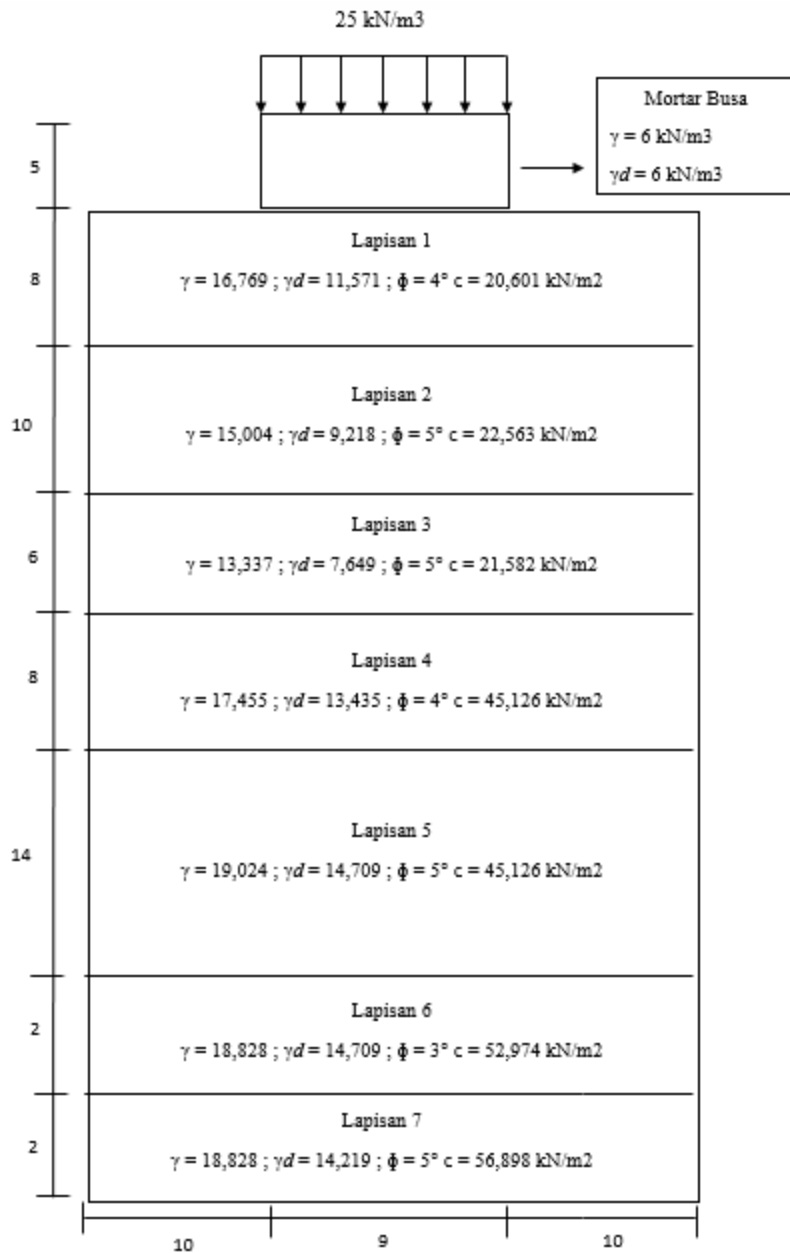 25 kN/m3
Mortar Busa
γ = 6 kN/m3
γd = 6 kN/m3
5
Lapisan 1
γ = 16,769 ; γd = 11,571 ; ϕ = 4° c = 20,601 kN/m2
8
Lapisan 2
γ = 15,004 ; γd = 9,218 ; ϕ = 5° c = 22,563 kN/m2
10
Lapisan 3
γ = 13,337 ; γd = 7,649 ; ϕ = 5° c = 21,582 kN/m2
6
Lapisan 4
γ = 17,455 ; γd = 13,435 ; ϕ = 4° c = 45,126 kN/m2
8
Lapisan 5
γ = 19,024 ; γd = 14,709 ; ϕ = 5° c = 45,126 kN/m2
14
Lapisan 6
γ = 18,828 ; γd = 14,709 ; ϕ = 3° c = 52,974 kN/m2
2
Lapisan 7
γ = 18,828 ; γd = 14,219 ; ϕ = 5° c = 56,898 kN/m2
2
10
9
10